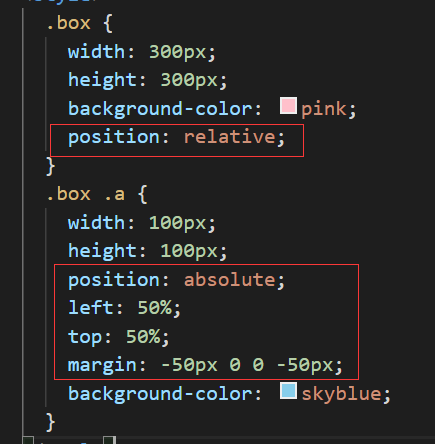 .box {
width: 300px;
height: 300px;
background-color: pink;
position: relative;
}
.box .a {
width: 100px;
height: 100px;
position: absolute;
left: 50%;
top: 50%;
margin: -50px 0 0 -50px;
background-color: skyblue;
}